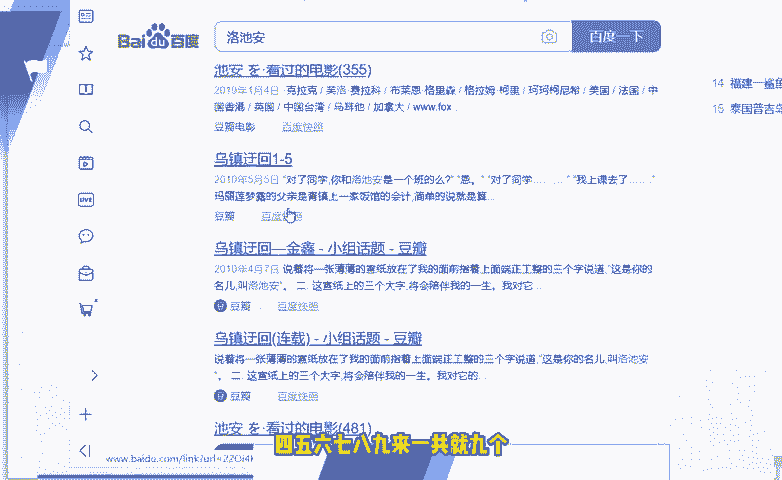 Baidu百度
洛池安
百度一下
池安 を·看过的电影(355)
2010年1月4日 克拉克 / 芙洛·赛拉科 / 布莱恩·格里森 / 格拉姆·柯里 / 珂珂柯尼希 / 美国 / 法国 / 中
国香港 / 英国 / 中国台湾 / 马耳他 / 加拿大 / www.fox...
豆瓣电影 百度快照
14 福建一鲨鱼
15 泰国普吉岛
乌镇迂回1-5
2010年5月5日 "对了同学,你和洛池安是一个班的么?" "恩。" "对了同学...... ... " "我上课去了......."
玛丽莲梦露的父亲是青镇上一家饭馆的会计,简单的说就是算...
豆瓣 百度快照
乌镇迂回—金鑫 - 小组话题 - 豆瓣
2010年4月7日 说着将一张薄薄的宣纸放在了我的面前指着上面端正工整的三个字说道,"这是你的
名儿,叫洛池安"。 二. 这宣纸上的三个大字,将会陪伴我的一生。我对它...
豆瓣 百度快照
乌镇迂回(连载) - 小组话题 - 豆瓣
说着将一张薄薄的宣纸放在了我的面前指着上面端正工整的三个字说道,"这是你的名儿,叫洛池安
"。 二. 这宣纸上的三个大字,将会陪伴我的一生。我对它的...
豆瓣 百度快照
池安 を·看过的电影(481)
四五六七八九来一共就九个
LIVE